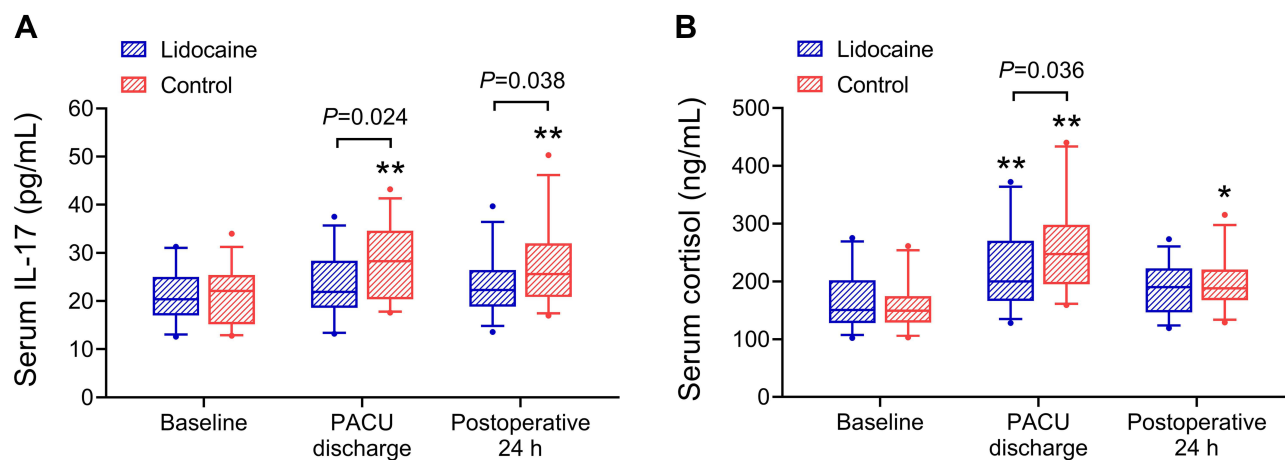 A
Lidocaine
Control
Serum IL-17 (pg/mL)
60
50
40
30
20
10
0
P=0.024
**
P=0.038
**
Baseline
PACU
discharge
Postoperative
24 h
B
Lidocaine
Control
Serum cortisol (ng/mL)
500
400
300
200
100
0
P=0.036
**
**
*
Baseline
PACU
discharge
Postoperative
24 h